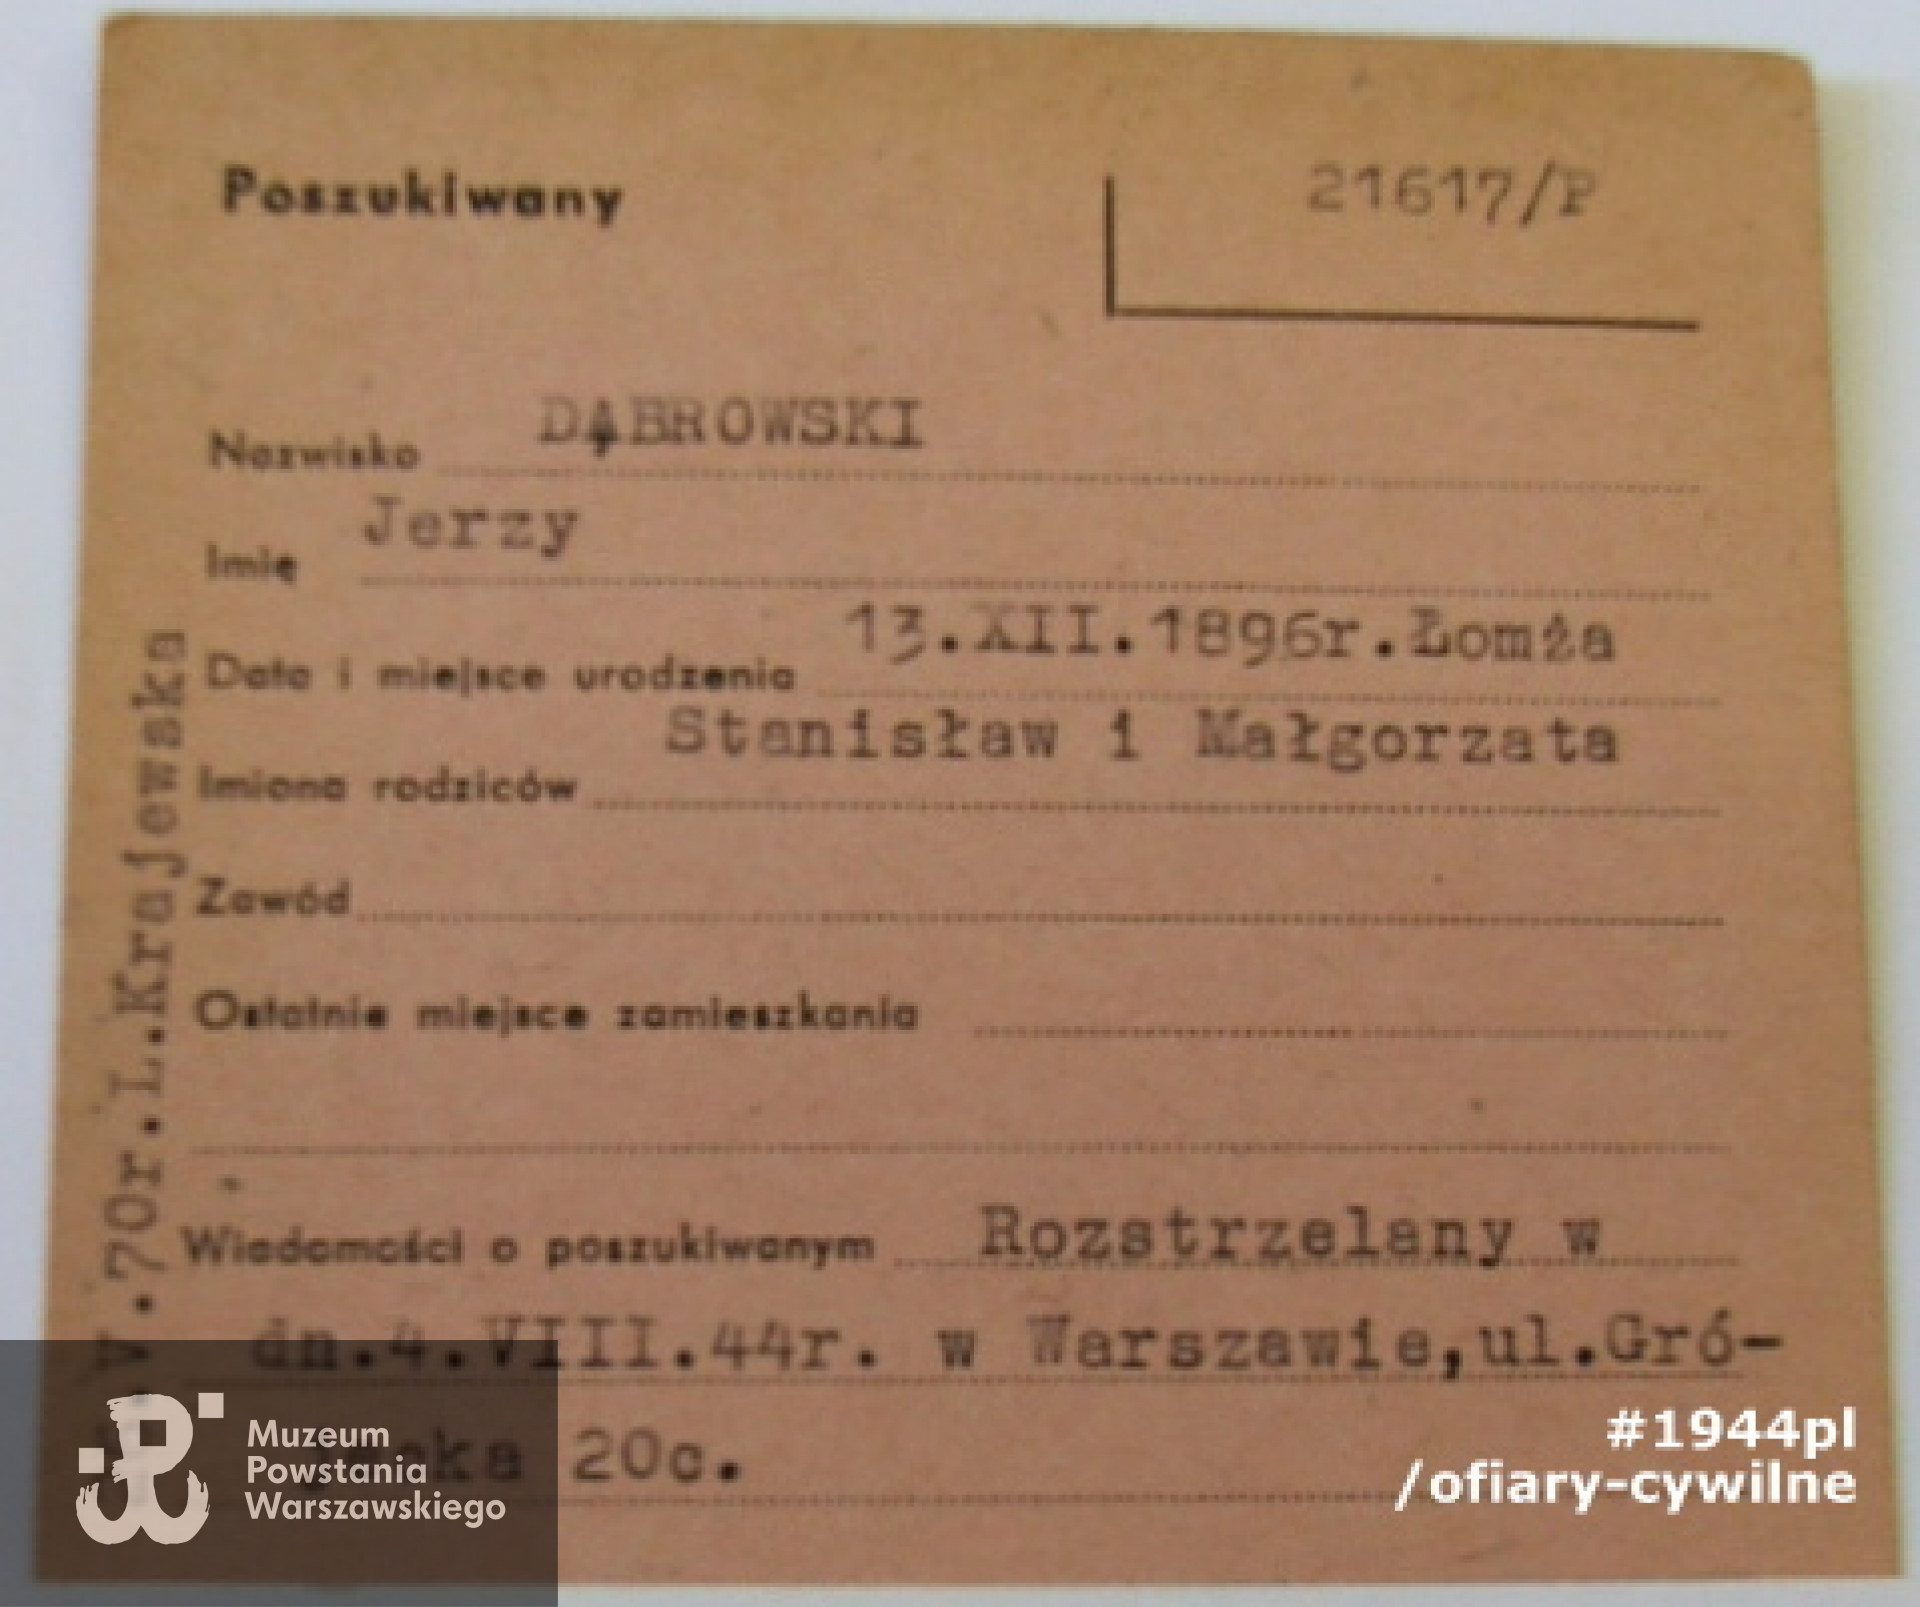 Poszukiwany
21617/P
Nazwisko DĄBROWSKI
Imię Jerzy
Data i miejsce urodzenia 13.XII.1896r.Łomża
Imiona rodziców Stanisław i Małgorzata
Zawód
Ostatnie miejsce zamieszkania
Wiadomości o poszukiwanym Rozstrzelany w
dn.4.VIII.44r. w Warszawie,ul.Gró-
20c.
V.70r.L.Krajewska
Muzeum
Powstania
Warszawskiego
#1944pl
/ofiary-cywilne